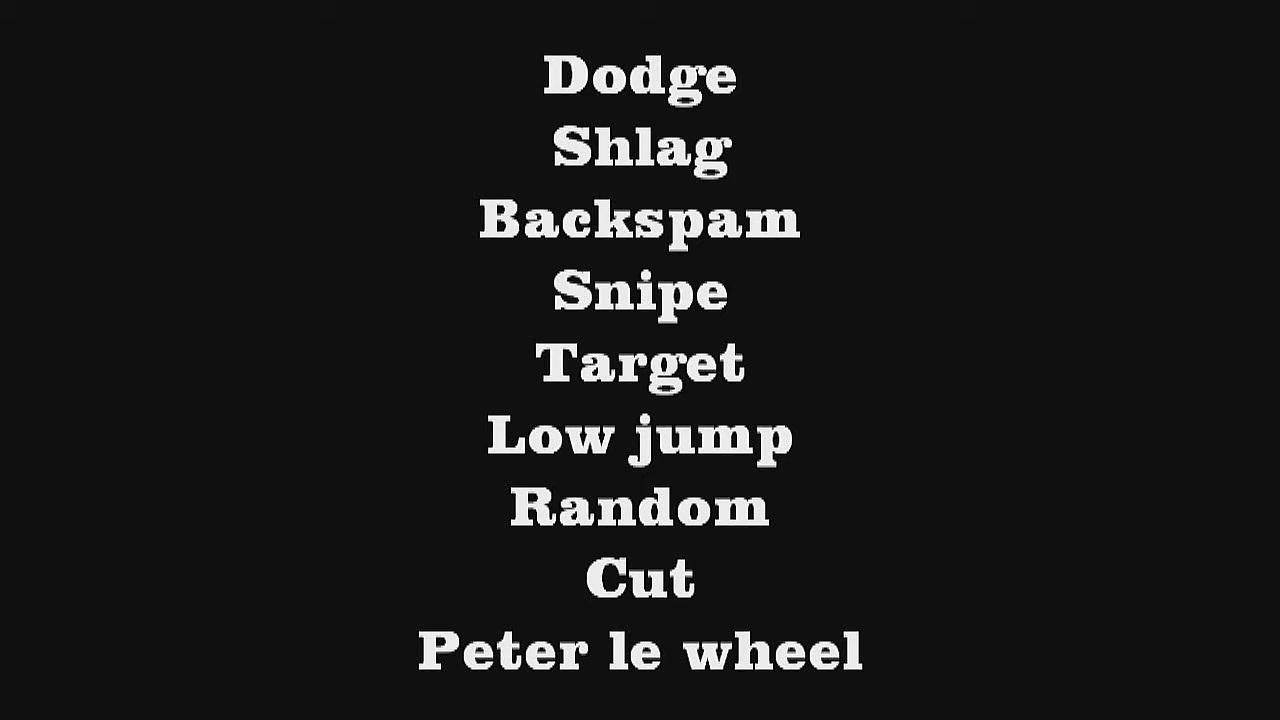 Dodge
Shlag
Backspam
Snipe
Target
Low jump
Random
Cut
Peter le wheel